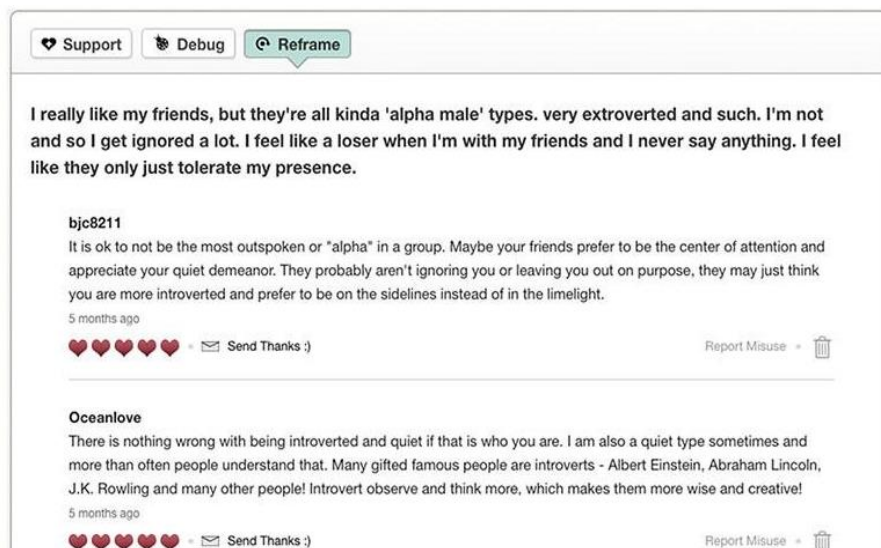 Support Debug Reframe
I really like my friends, but they're all kinda 'alpha male' types. very extroverted and such. I'm not
and so I get ignored a lot. I feel like a loser when I'm with my friends and I never say anything. I feel
like they only just tolerate my presence.
bjc8211
It is ok to not be the most outspoken or "alpha" in a group. Maybe your friends prefer to be the center of attention and
appreciate your quiet demeanor. They probably aren't ignoring you or leaving you out on purpose, they may just think
you are more introverted and prefer to be on the sidelines instead of in the limelight.
5 months ago
Send Thanks :) Report Misuse
Oceanlove
There is nothing wrong with being introverted and quiet if that is who you are. I am also a quiet type sometimes and
more than often people understand that. Many gifted famous people are introverts - Albert Einstein, Abraham Lincoln,
J.K. Rowling and many other people! Introvert observe and think more, which makes them more wise and creative!
5 months ago
Send Thanks :) Report Misuse